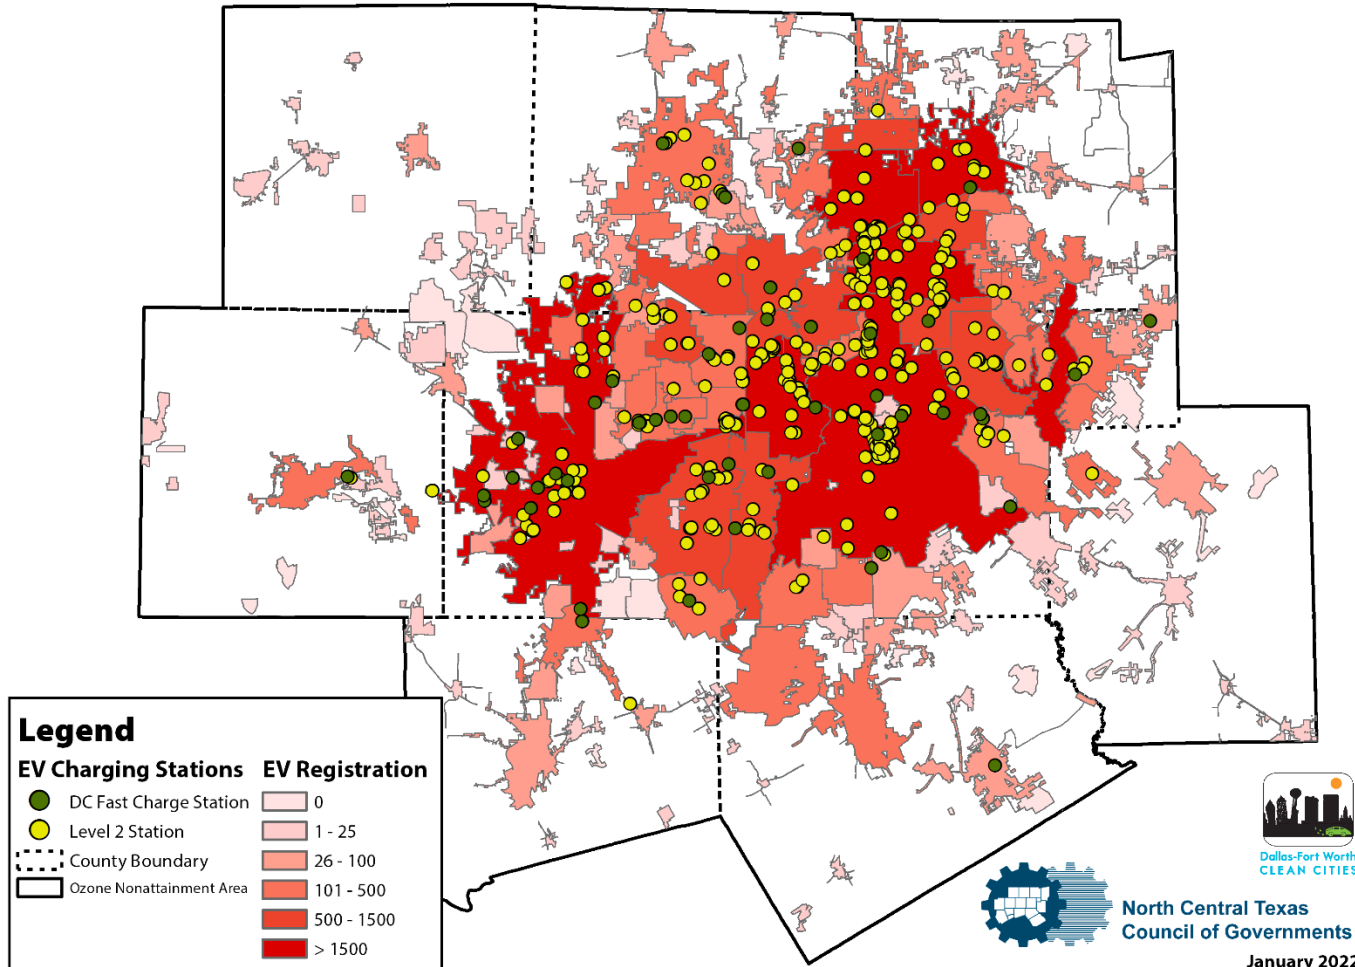 Legend
EV Charging Stations
DC Fast Charge Station
Level 2 Station
County Boundary
Ozone Nonattainment Area
EV Registration
0
1 - 25
26 - 100
101 - 500
500 - 1500
> 1500
Dallas-Fort Worth
CLEAN CITIES
North Central Texas
Council of Governments
January 2022